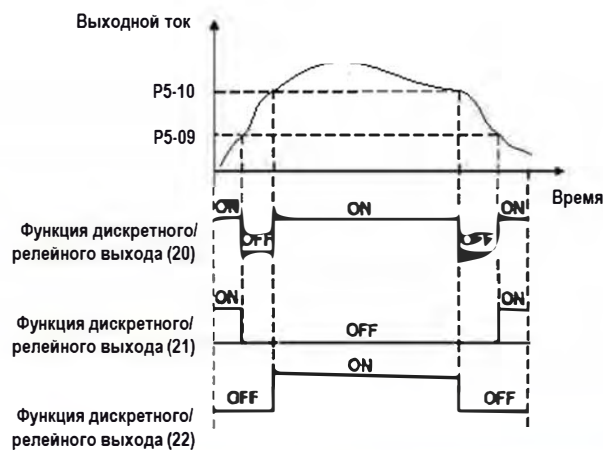 Выходной ток
P5-10
P5-09
Время
ON
ON
ON
OFF
OFF
Функция дискретного/
релейного выхода (20)
ON
ON
OFF
Функция дискретного/
релейного выхода (21)
ON
OFF
OFF
Функция дискретного/
релейного выхода (22)